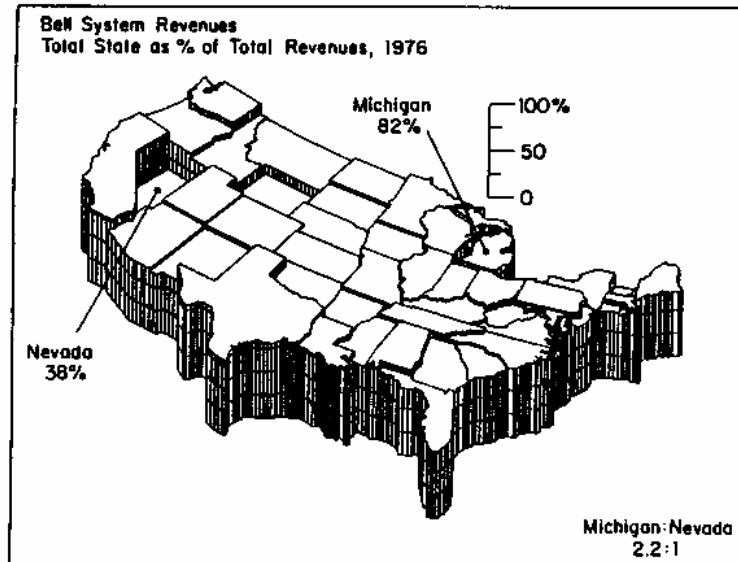 Bell System Revenues
Total State as % of Total Revenues, 1976
Michigan
82%
100%
50
0
Nevada
38%
Michigan:Nevada
2.2:1